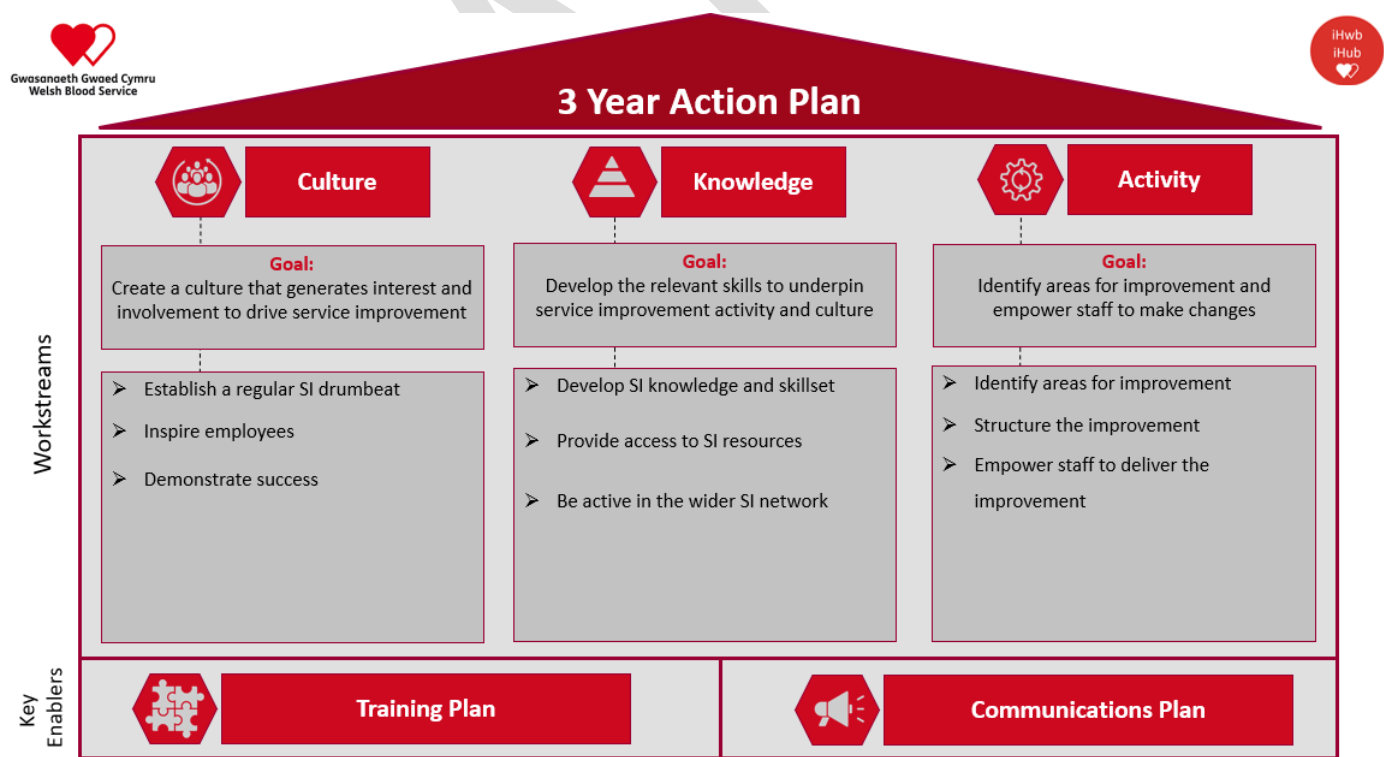 Gwasanaeth Gwaed Cymru
Welsh Blood Service
iHwb
iHub
3 Year Action Plan
Workstreams
Culture
Goal:
Create a culture that generates interest and
involvement to drive service improvement
➢ Establish a regular SI drumbeat
➢ Inspire employees
➢ Demonstrate success
Knowledge
Goal:
Develop the relevant skills to underpin
service improvement activity and culture
➢ Develop SI knowledge and skillset
➢ Provide access to SI resources
➢ Be active in the wider SI network
Activity
Goal:
Identify areas for improvement and
empower staff to make changes
➢ Identify areas for improvement
➢ Structure the improvement
➢ Empower staff to deliver the
improvement
Key
Enablers
Training Plan
Communications Plan